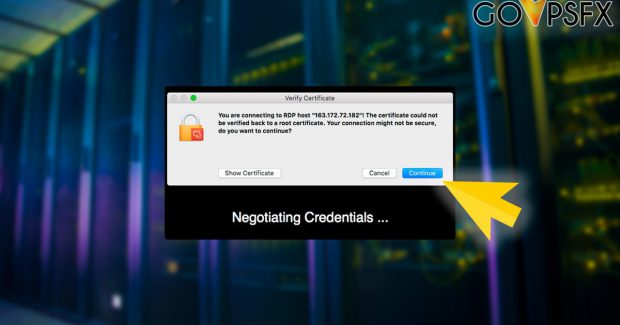 GOVPSFX
Verify Certificate
You are connecting to RDP host "163.172.72.182"! The certificate could not
be verified back to a root certificate. Your connection might not be secure,
do you want to continue?
Show Certificate
Cancel
Continue
Negotiating Credentials ...